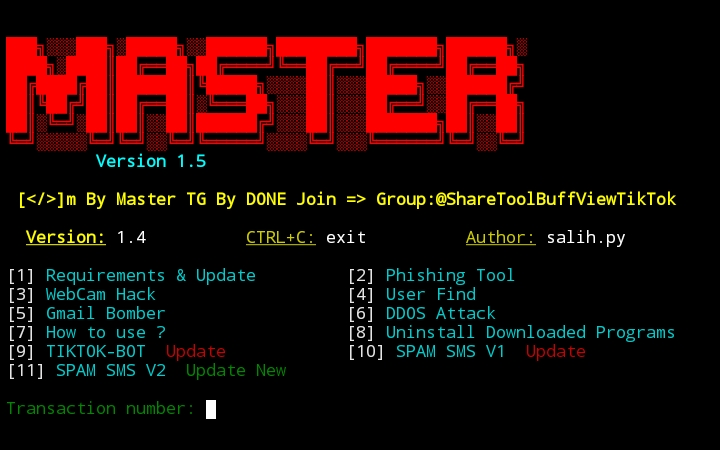 MASTER
Version 1.5
[</>]m By Master TG By DONE Join => Group:@ShareToolBuffViewTikTok
Version: 1.4 CTRL+C: exit Author: salih.py
[1] Requirements & Update [2] Phishing Tool
[3] WebCam Hack [4] User Find
[5] Gmail Bomber [6] DDOS Attack
[7] How to use ? [8] Uninstall Downloaded Programs
[9] TIKTOK-BOT Update [10] SPAM SMS V1 Update
[11] SPAM SMS V2 Update New
Transaction number: